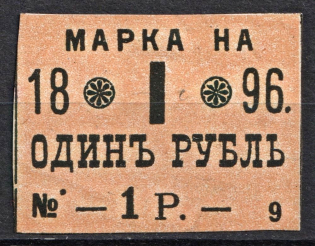 МАРКА НА
18 I 96.
ОДИНЪ РУБЛЬ
№ — 1 Р. — 9